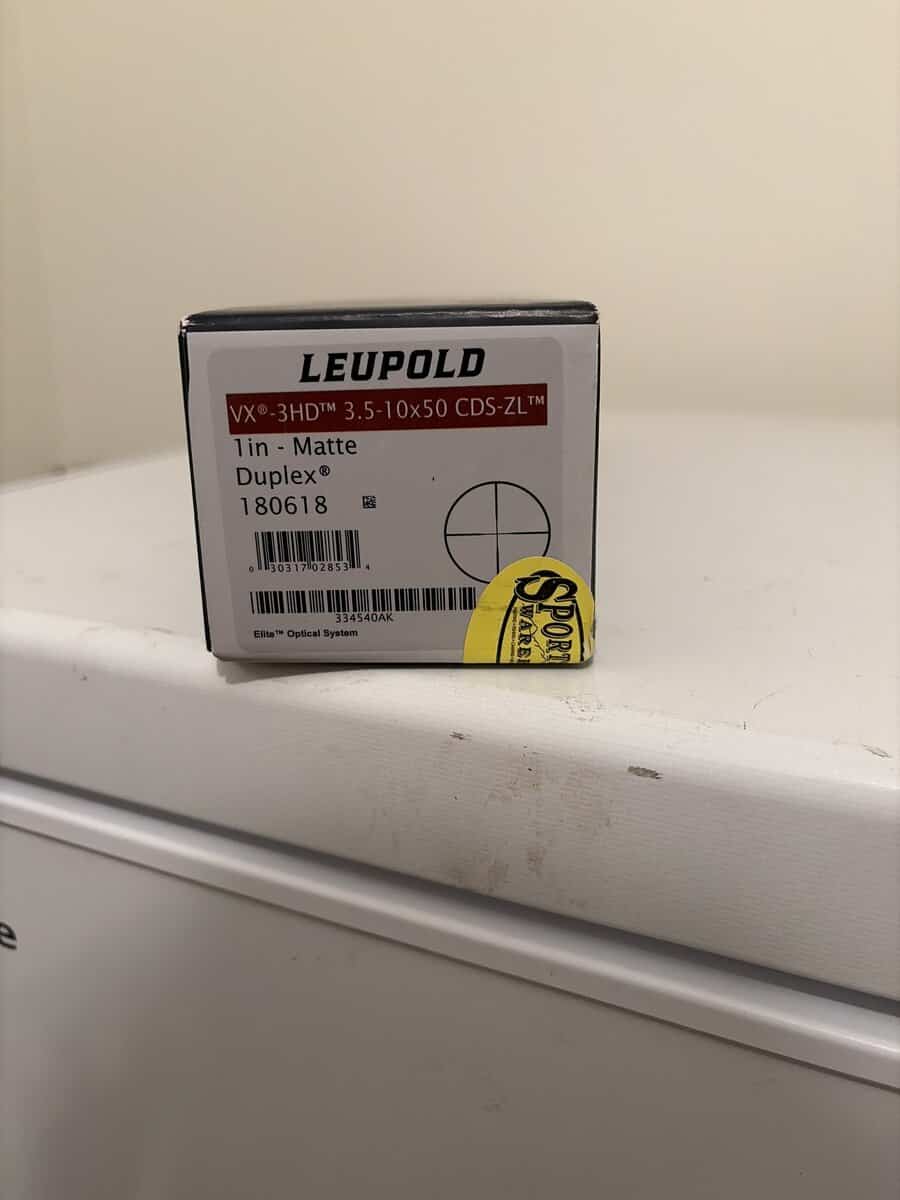 LEUPOLD
VX®-3HD™ 3.5-10x50 CDS-ZL™
1in - Matte
Duplex®
180618
0 30317 02853 4
334540AK
Elite™ Optical System
SPORT
e